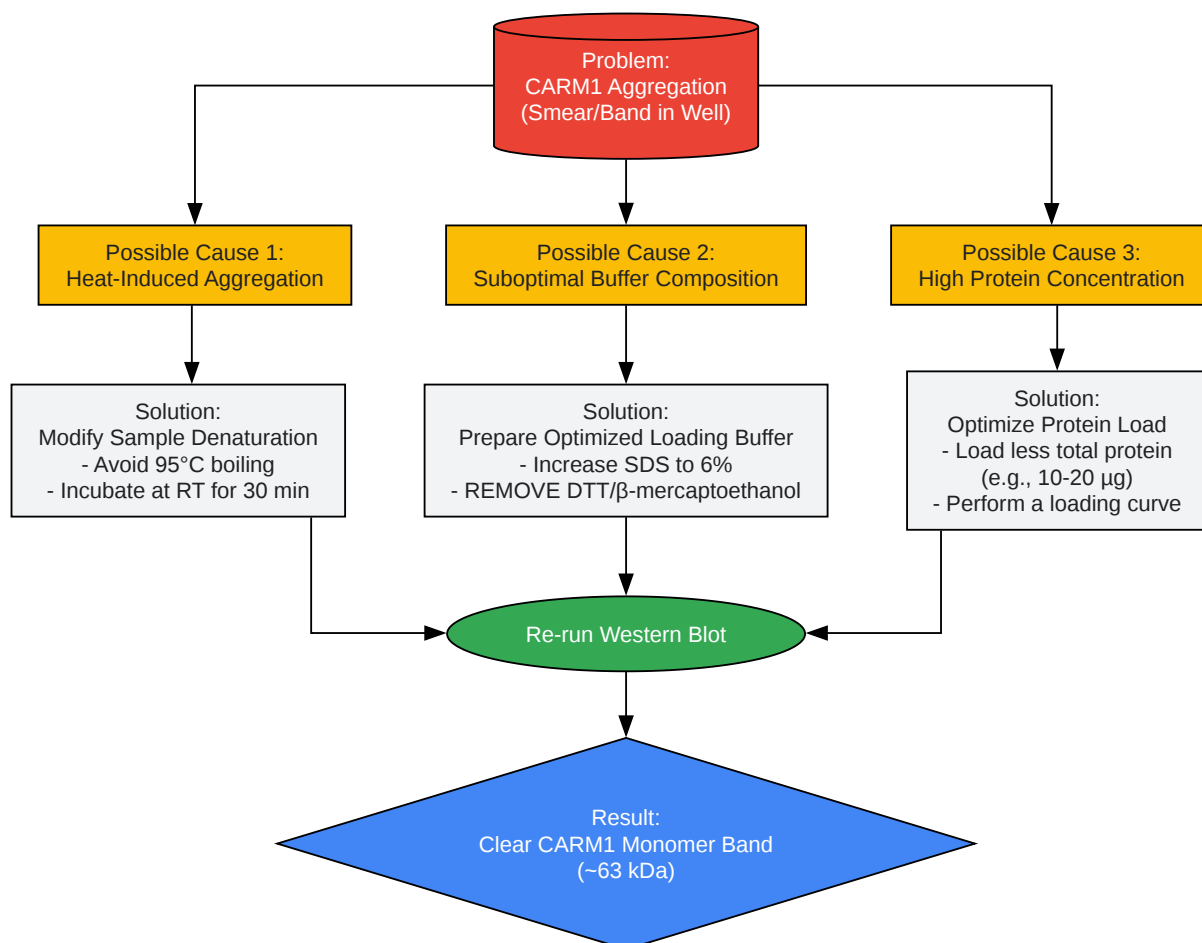 Problem:
CARM1 Aggregation
(Smear/Band in Well)
Possible Cause 1:
Heat-Induced Aggregation
Possible Cause 2:
Suboptimal Buffer Composition
Possible Cause 3:
High Protein Concentration
Solution:
Modify Sample Denaturation
- Avoid 95°C boiling
- Incubate at RT for 30 min
Solution:
Prepare Optimized Loading Buffer
- Increase SDS to 6%
- REMOVE DTT/β-mercaptoethanol
Solution:
Optimize Protein Load
- Load less total protein
(e.g., 10-20 µg)
- Perform a loading curve
Re-run Western Blot
Result:
Clear CARM1 Monomer Band
(~63 kDa)